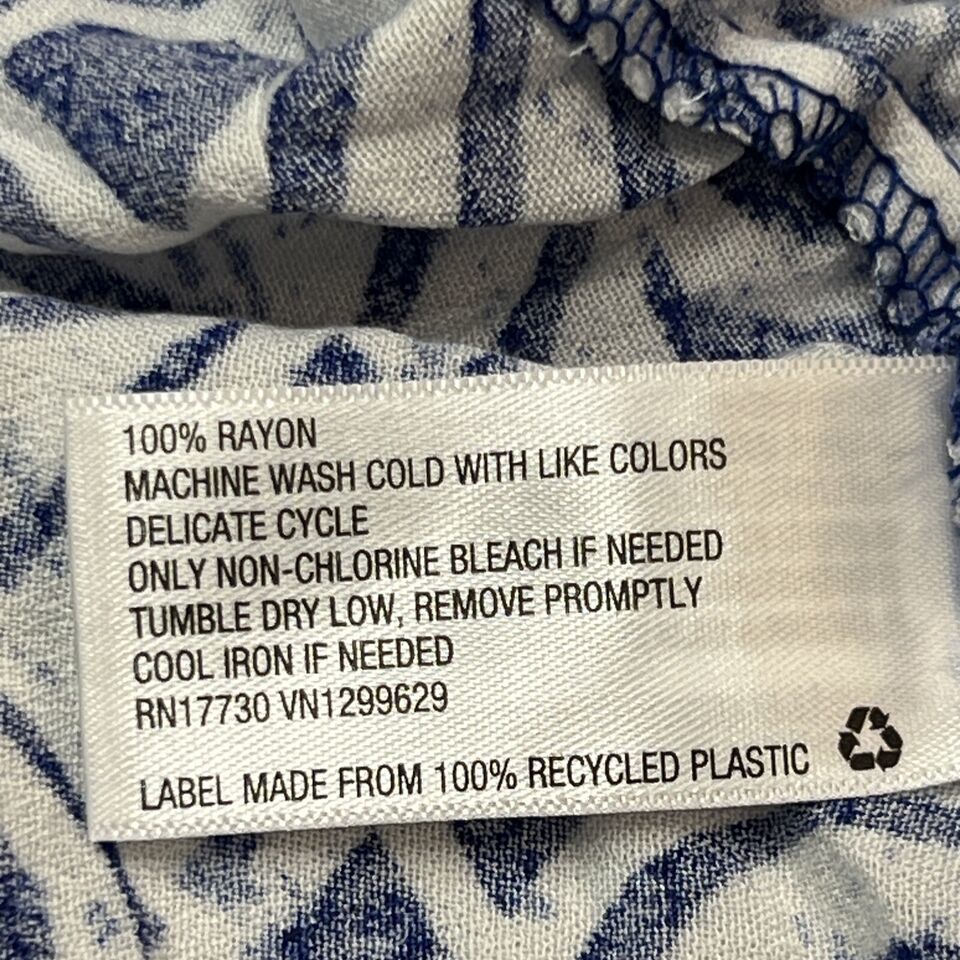 100% RAYON
MACHINE WASH COLD WITH LIKE COLORS
DELICATE CYCLE
ONLY NON-CHLORINE BLEACH IF NEEDED
TUMBLE DRY LOW, REMOVE PROMPTLY
COOL IRON IF NEEDED
RN17730 VN1299629
LABEL MADE FROM 100% RECYCLED PLASTIC